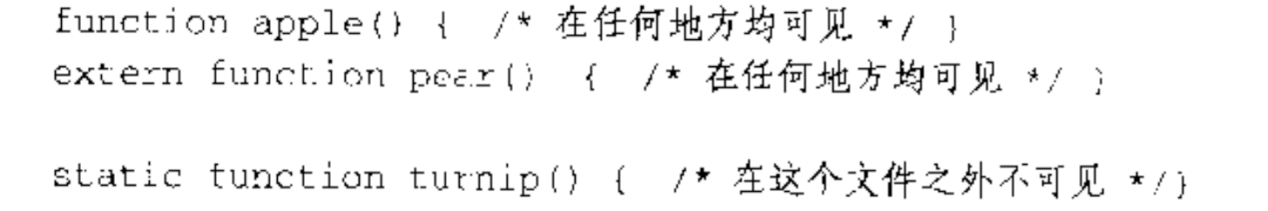 function apple() { /* 在任何地方均可见 */ }
extern function pear() { /* 在任何地方均可见 */ }
static function turnip() { /* 在这个文件之外不可见 */}